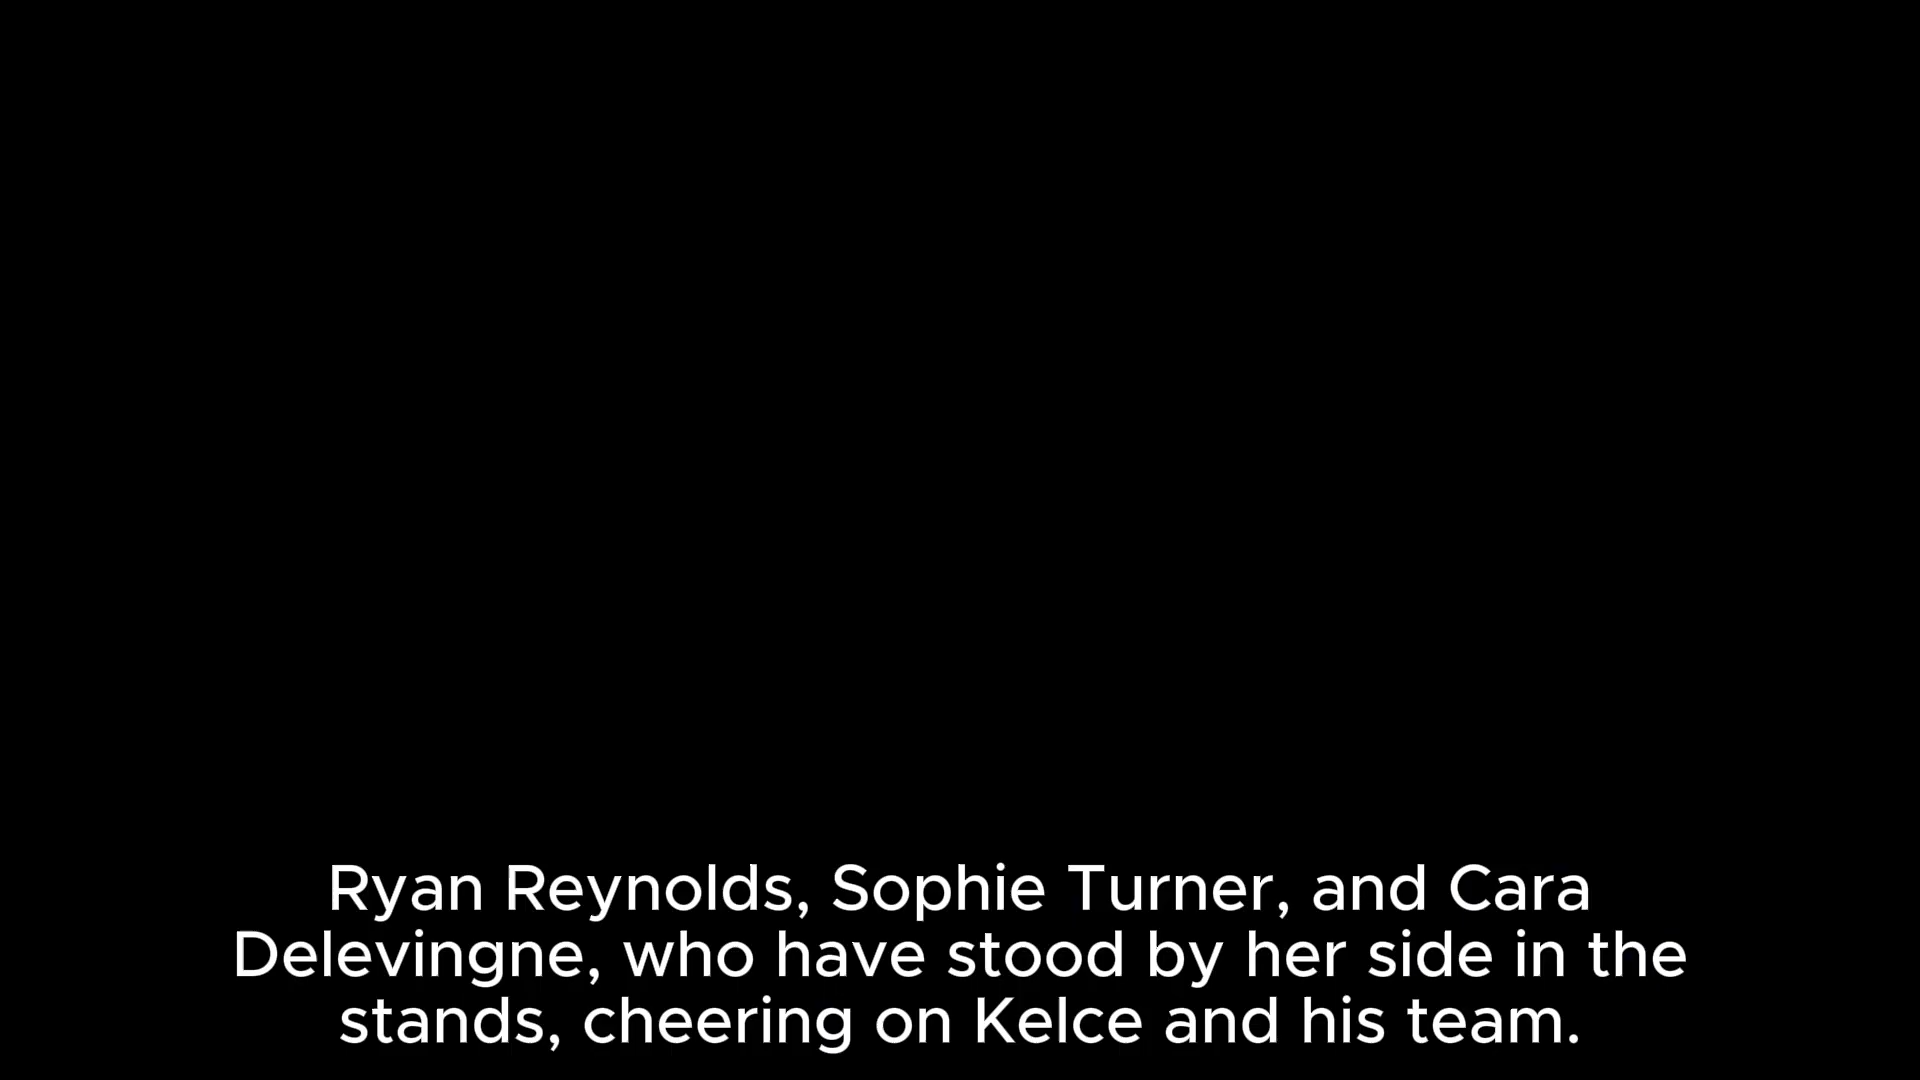 Ryan Reynolds, Sophie Turner, and Cara
Delevingne, who have stood by her side in the
stands, cheering on Kelce and his team.